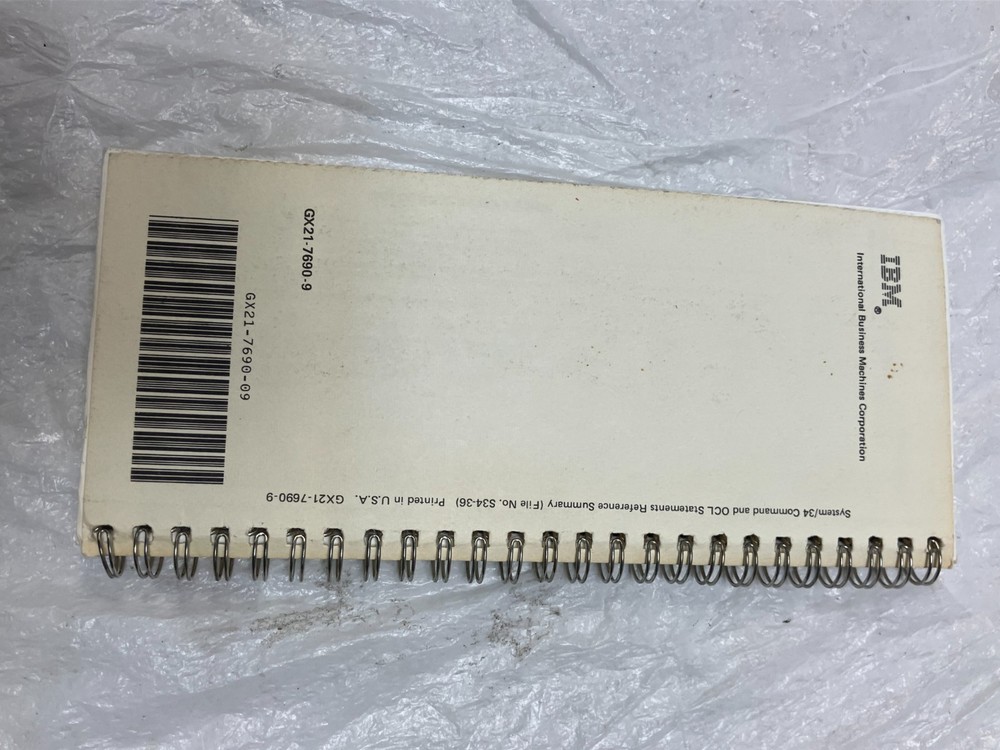 IBM®
International Business Machines Corporation
GX21-7690-9
GX21-7690-09
System/34 Command and OCL Statements Reference Summary (File No. S34-36) Printed in U.S.A. GX21-7690-9